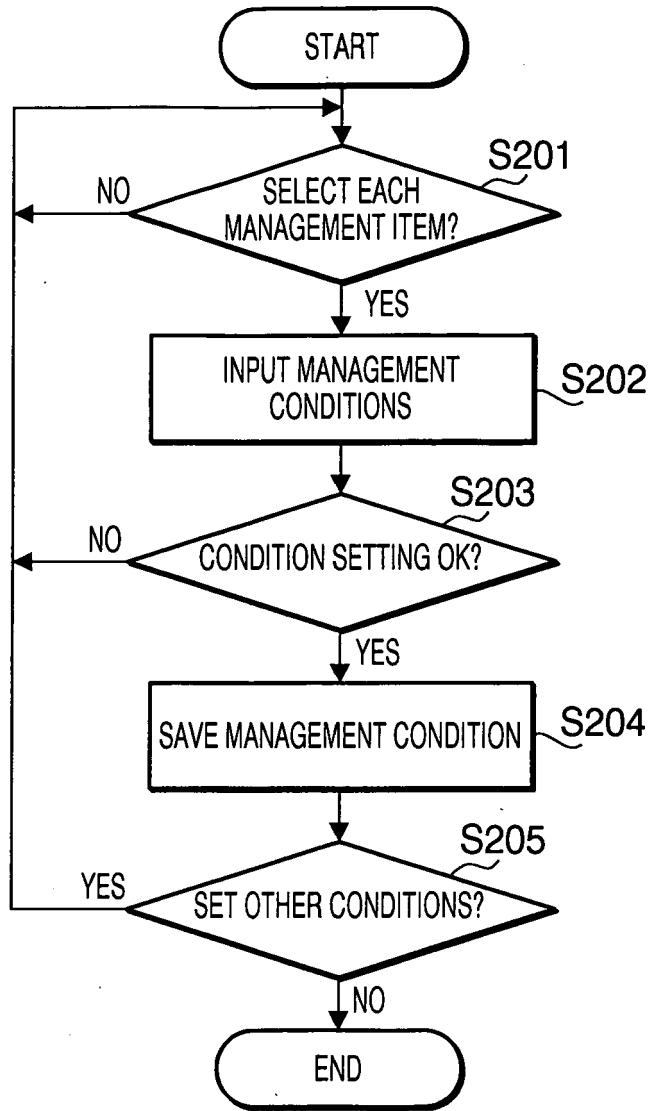 START
S201
NO
SELECT EACH
MANAGEMENT ITEM?
YES
INPUT MANAGEMENT
CONDITIONS
S202
S203
NO
CONDITION SETTING OK?
YES
SAVE MANAGEMENT CONDITION
S204
S205
YES
SET OTHER CONDITIONS?
NO
END